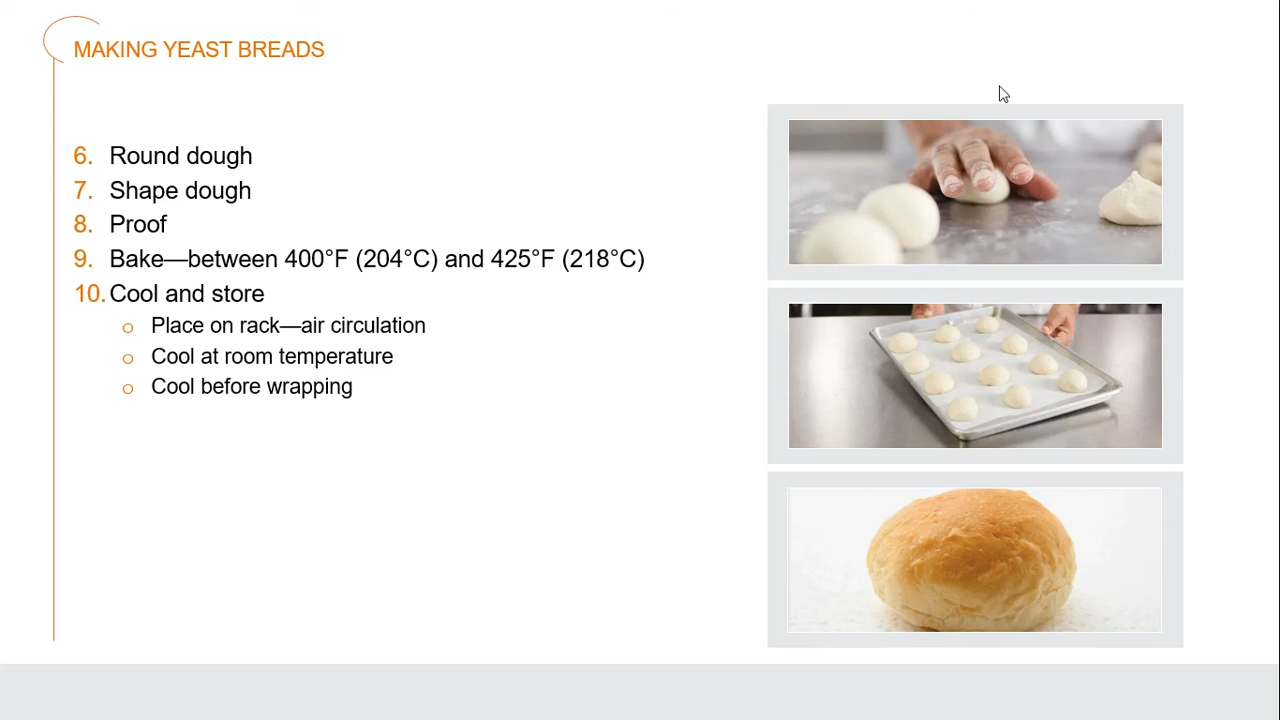 MAKING YEAST BREADS
6. Round dough
7. Shape dough
8. Proof
9. Bake—between 400°F (204°C) and 425°F (218°C)
10. Cool and store
o Place on rack—air circulation
o Cool at room temperature
o Cool before wrapping